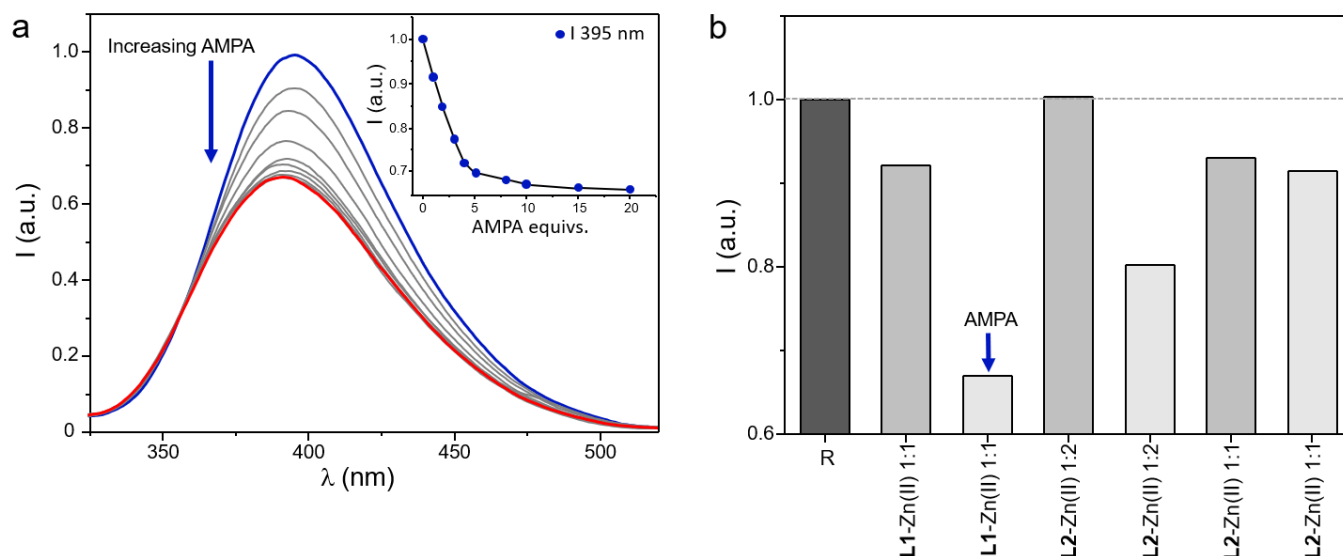 a
Increasing AMPA
I (a.u.)
1.0
0.8
0.6
0.4
0.2
0
350
400
450
500
λ (nm)
I 395 nm
I (a.u.)
1.0
0.9
0.8
0.7
0
5
10
15
20
AMPA equivs.
b
I (a.u.)
1.0
0.8
0.6
AMPA
R
L1-Zn(II) 1:1
L1-Zn(II) 1:1
L2-Zn(II) 1:2
L2-Zn(II) 1:2
L2-Zn(II) 1:1
L2-Zn(II) 1:1